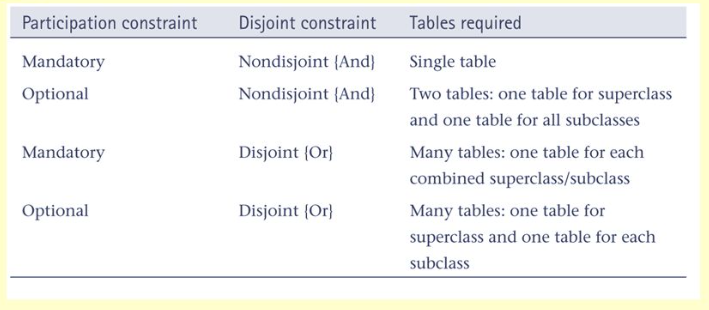 Participation constraint Disjoint constraint Tables required
Mandatory Nondisjoint {And} Single table
Optional Nondisjoint {And} Two tables: one table for superclass
and one table for all subclasses
Mandatory Disjoint {Or} Many tables: one table for each
combined superclass/subclass
Optional Disjoint {Or} Many tables: one table for
superclass and one table for each
subclass